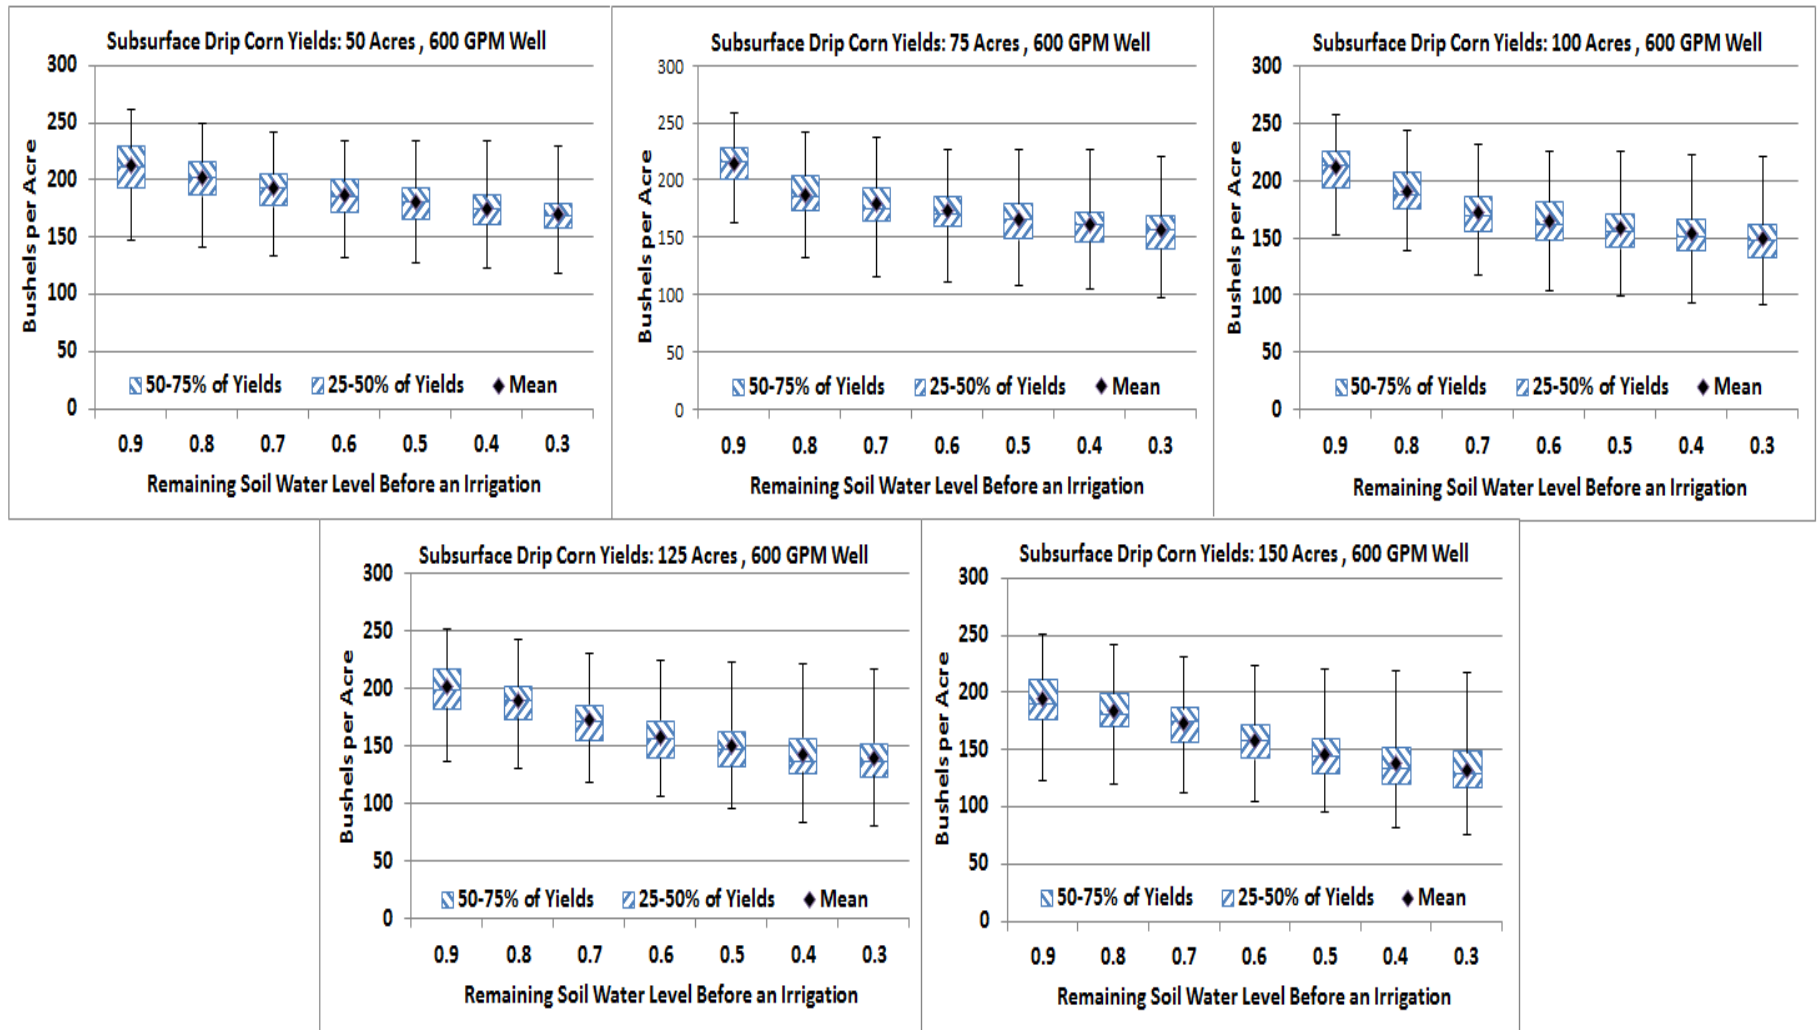 Subsurface Drip Corn Yields: 50 Acres , 600 GPM Well
300
250
200
150
100
50
0
Bushels per Acre
50-75% of Yields 25-50% of Yields Mean
0.9 0.8 0.7 0.6 0.5 0.4 0.3
Remaining Soil Water Level Before an Irrigation
Subsurface Drip Corn Yields: 75 Acres , 600 GPM Well
300
250
200
150
100
50
0
Bushels per Acre
50-75% of Yields 25-50% of Yields Mean
0.9 0.8 0.7 0.6 0.5 0.4 0.3
Remaining Soil Water Level Before an Irrigation
Subsurface Drip Corn Yields: 100 Acres , 600 GPM Well
300
250
200
150
100
50
0
Bushels per Acre
50-75% of Yields 25-50% of Yields Mean
0.9 0.8 0.7 0.6 0.5 0.4 0.3
Remaining Soil Water Level Before an Irrigation
Subsurface Drip Corn Yields: 125 Acres , 600 GPM Well
300
250
200
150
100
50
0
Bushels per Acre
50-75% of Yields 25-50% of Yields Mean
0.9 0.8 0.7 0.6 0.5 0.4 0.3
Remaining Soil Water Level Before an Irrigation
Subsurface Drip Corn Yields: 150 Acres , 600 GPM Well
300
250
200
150
100
50
0
Bushels per Acre
50-75% of Yields 25-50% of Yields Mean
0.9 0.8 0.7 0.6 0.5 0.4 0.3
Remaining Soil Water Level Before an Irrigation